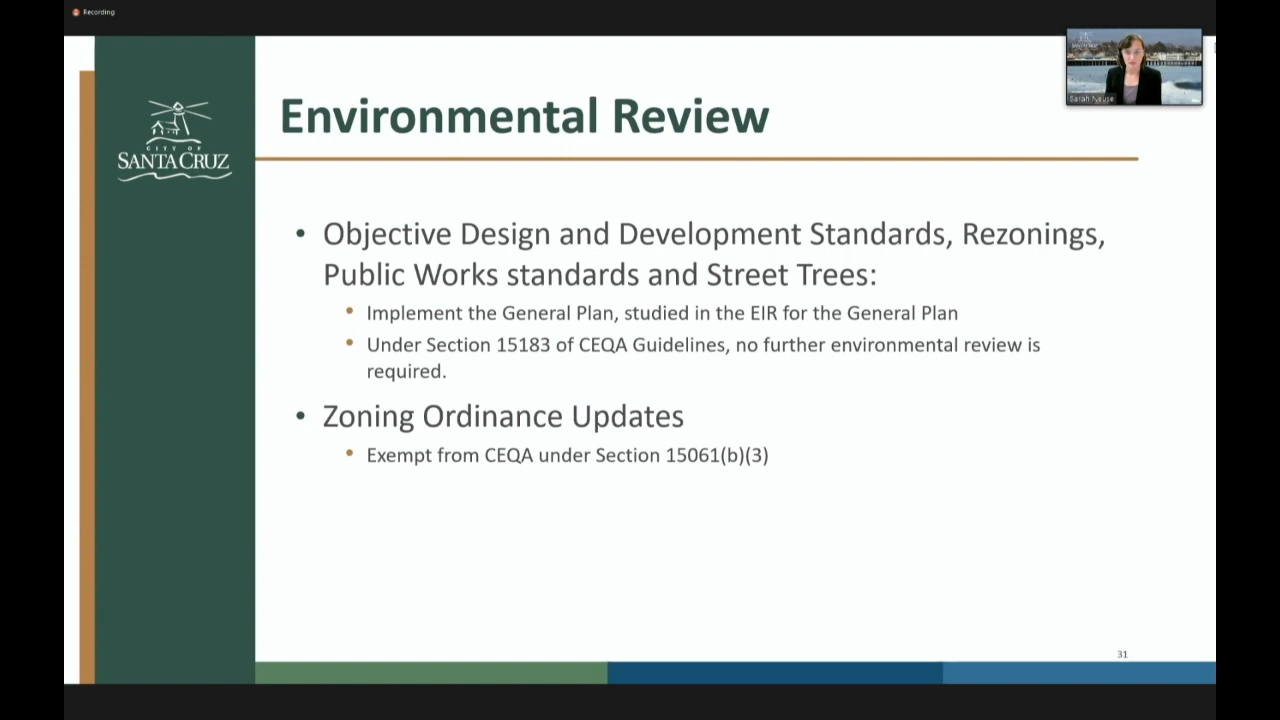 Recording
SANTA CRUZ
Sarah Neuse
Environmental Review
CITY OF
SANTA CRUZ
• Objective Design and Development Standards, Rezonings,
Public Works standards and Street Trees:
• Implement the General Plan, studied in the EIR for the General Plan
• Under Section 15183 of CEQA Guidelines, no further environmental review is
required.
• Zoning Ordinance Updates
• Exempt from CEQA under Section 15061(b)(3)
31